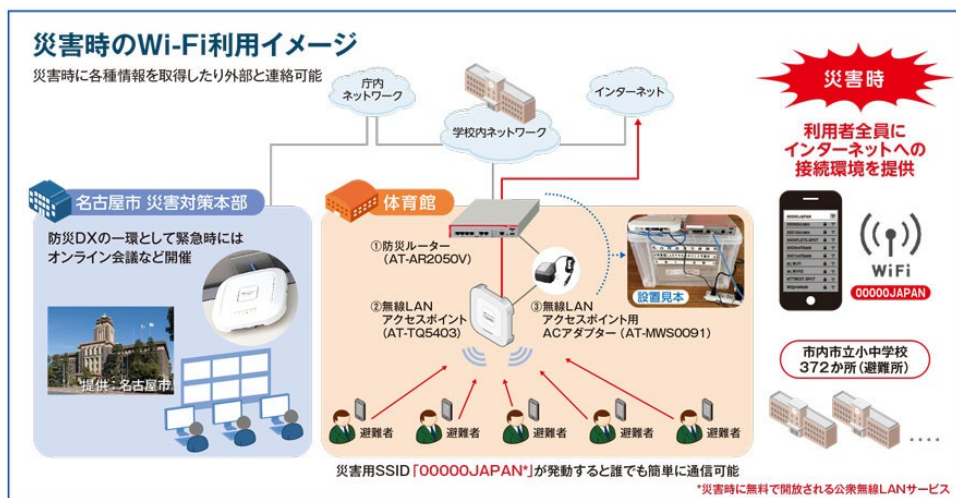 災害時のWi-Fi利用イメージ
災害時に各種情報を取得したり外部と連絡可能
庁内
ネットワーク
学校内ネットワーク
インターネット
災害時
利用者全員に
インターネットへの
接続環境を提供
名古屋市 災害対策本部
防災DXの一環として緊急時には
オンライン会議など開催
提供：名古屋市
体育館
①防災ルーター
(AT-AR2050V)
設置見本
②無線LAN
アクセスポイント
(AT-TQ5403)
③無線LAN
アクセスポイント用
ACアダプター (AT-MWS0091)
避難者
避難者
避難者
避難者
避難者
00000JAPAN
WiFi
00000JAPAN
市内市立小中学校
372か所(避難所)
‥‥
災害用SSID「00000JAPAN*」が発動すると誰でも簡単に通信可能
*災害時に無料で開放される公衆無線LANサービス